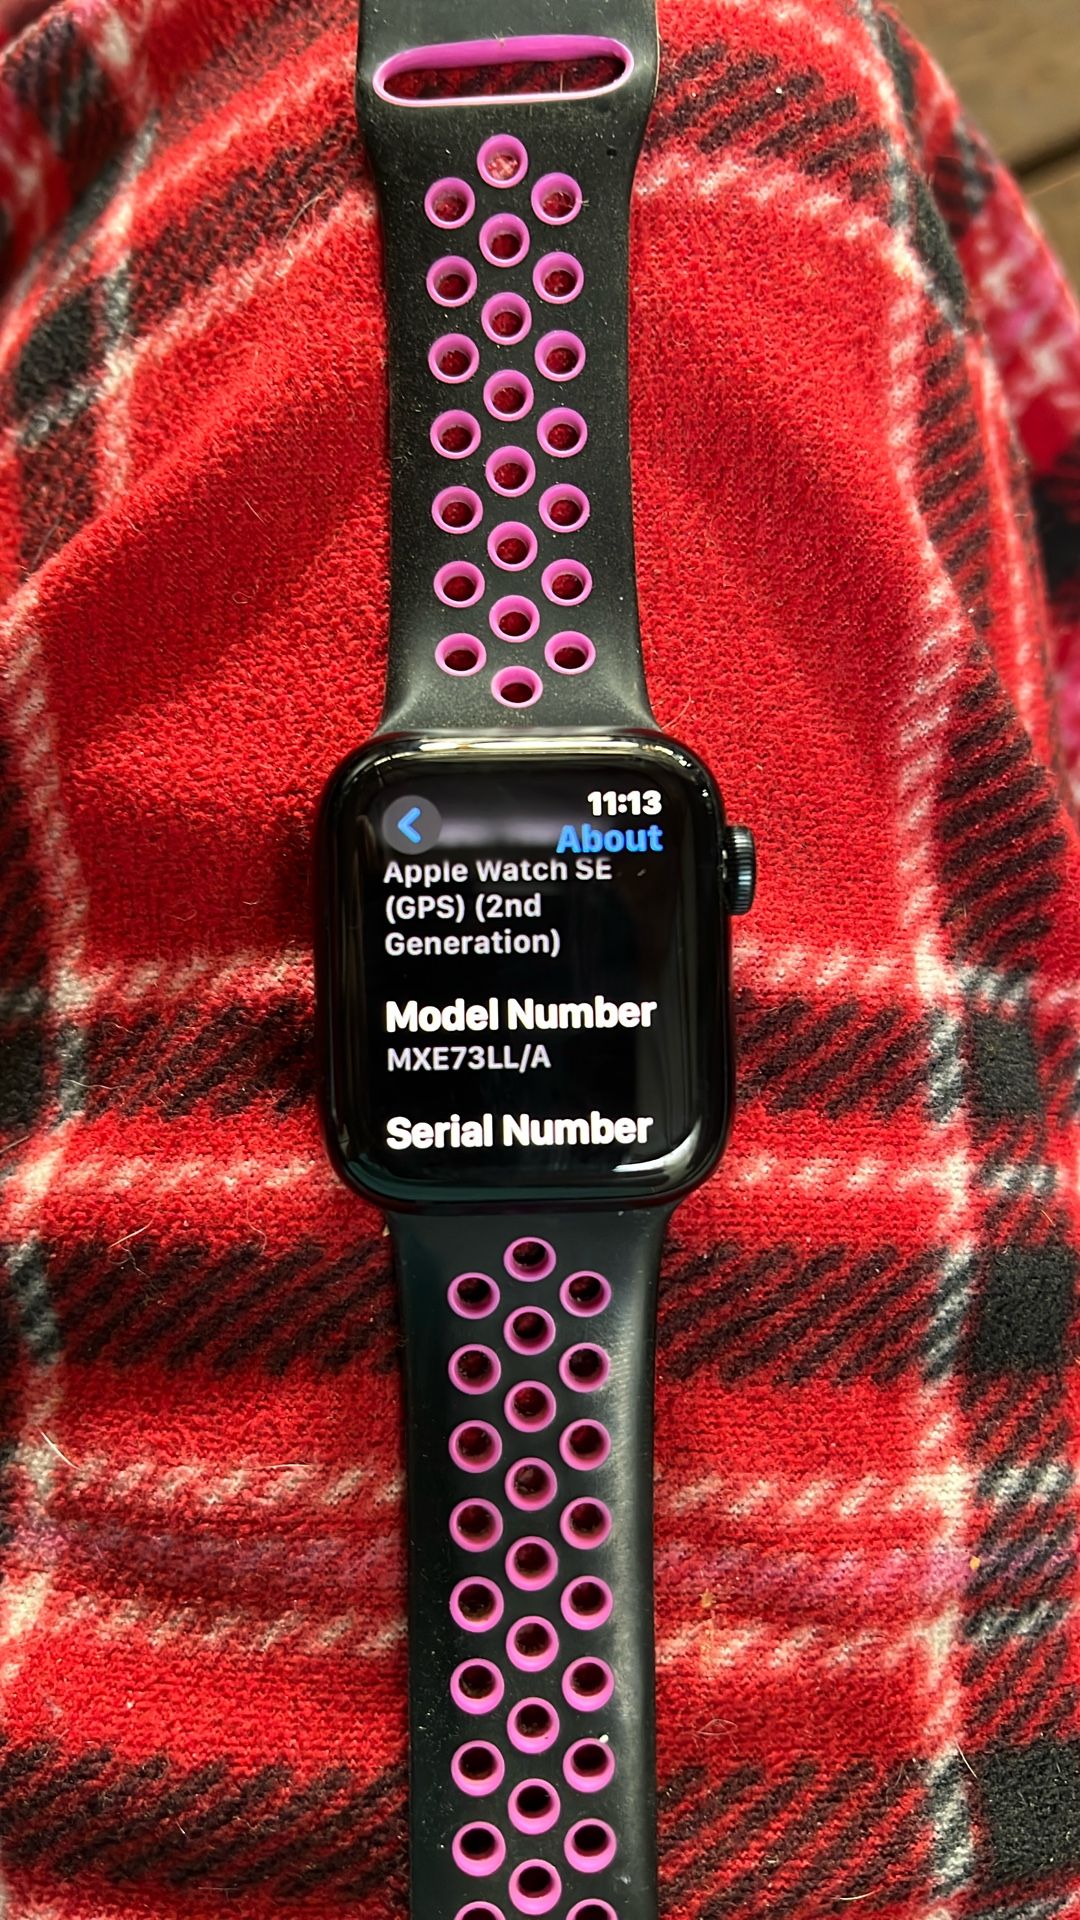 11:13
About
Apple Watch SE
(GPS) (2nd
Generation)
Model Number
MXE73LL/A
Serial Number